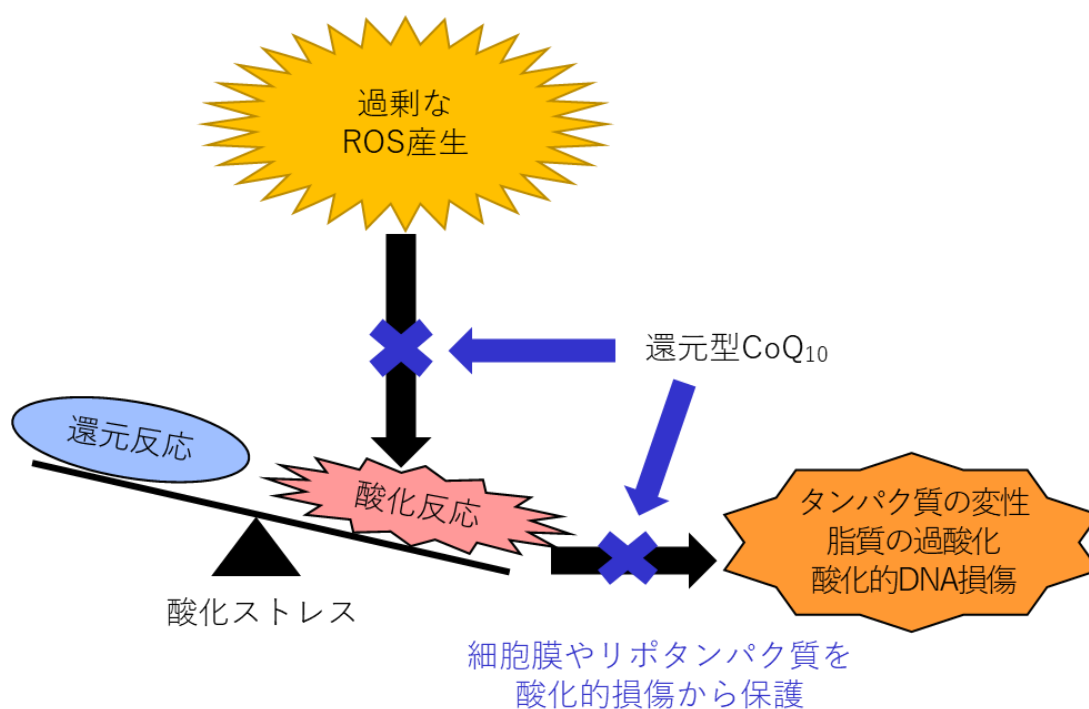 過剰な
ROS産生
還元型CoQ₁₀
還元反応
酸化反応
タンパク質の変性
脂質の過酸化
酸化的DNA損傷
酸化ストレス
細胞膜やリポタンパク質を
酸化的損傷から保護